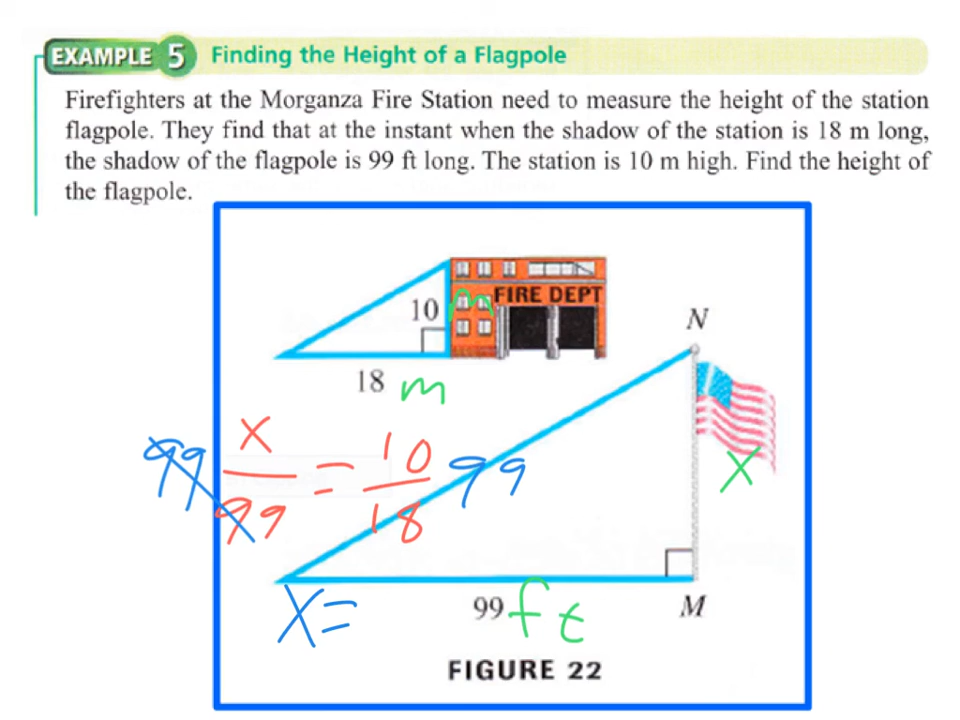 EXAMPLE 5 Finding the Height of a Flagpole
Firefighters at the Morganza Fire Station need to measure the height of the station
flagpole. They find that at the instant when the shadow of the station is 18 m long,
the shadow of the flagpole is 99 ft long. The station is 10 m high. Find the height of
the flagpole.
10 m
FIRE DEPT
N
18 m
99 x/99 = 10/18 99
x
x =
99 ft
M
FIGURE 22